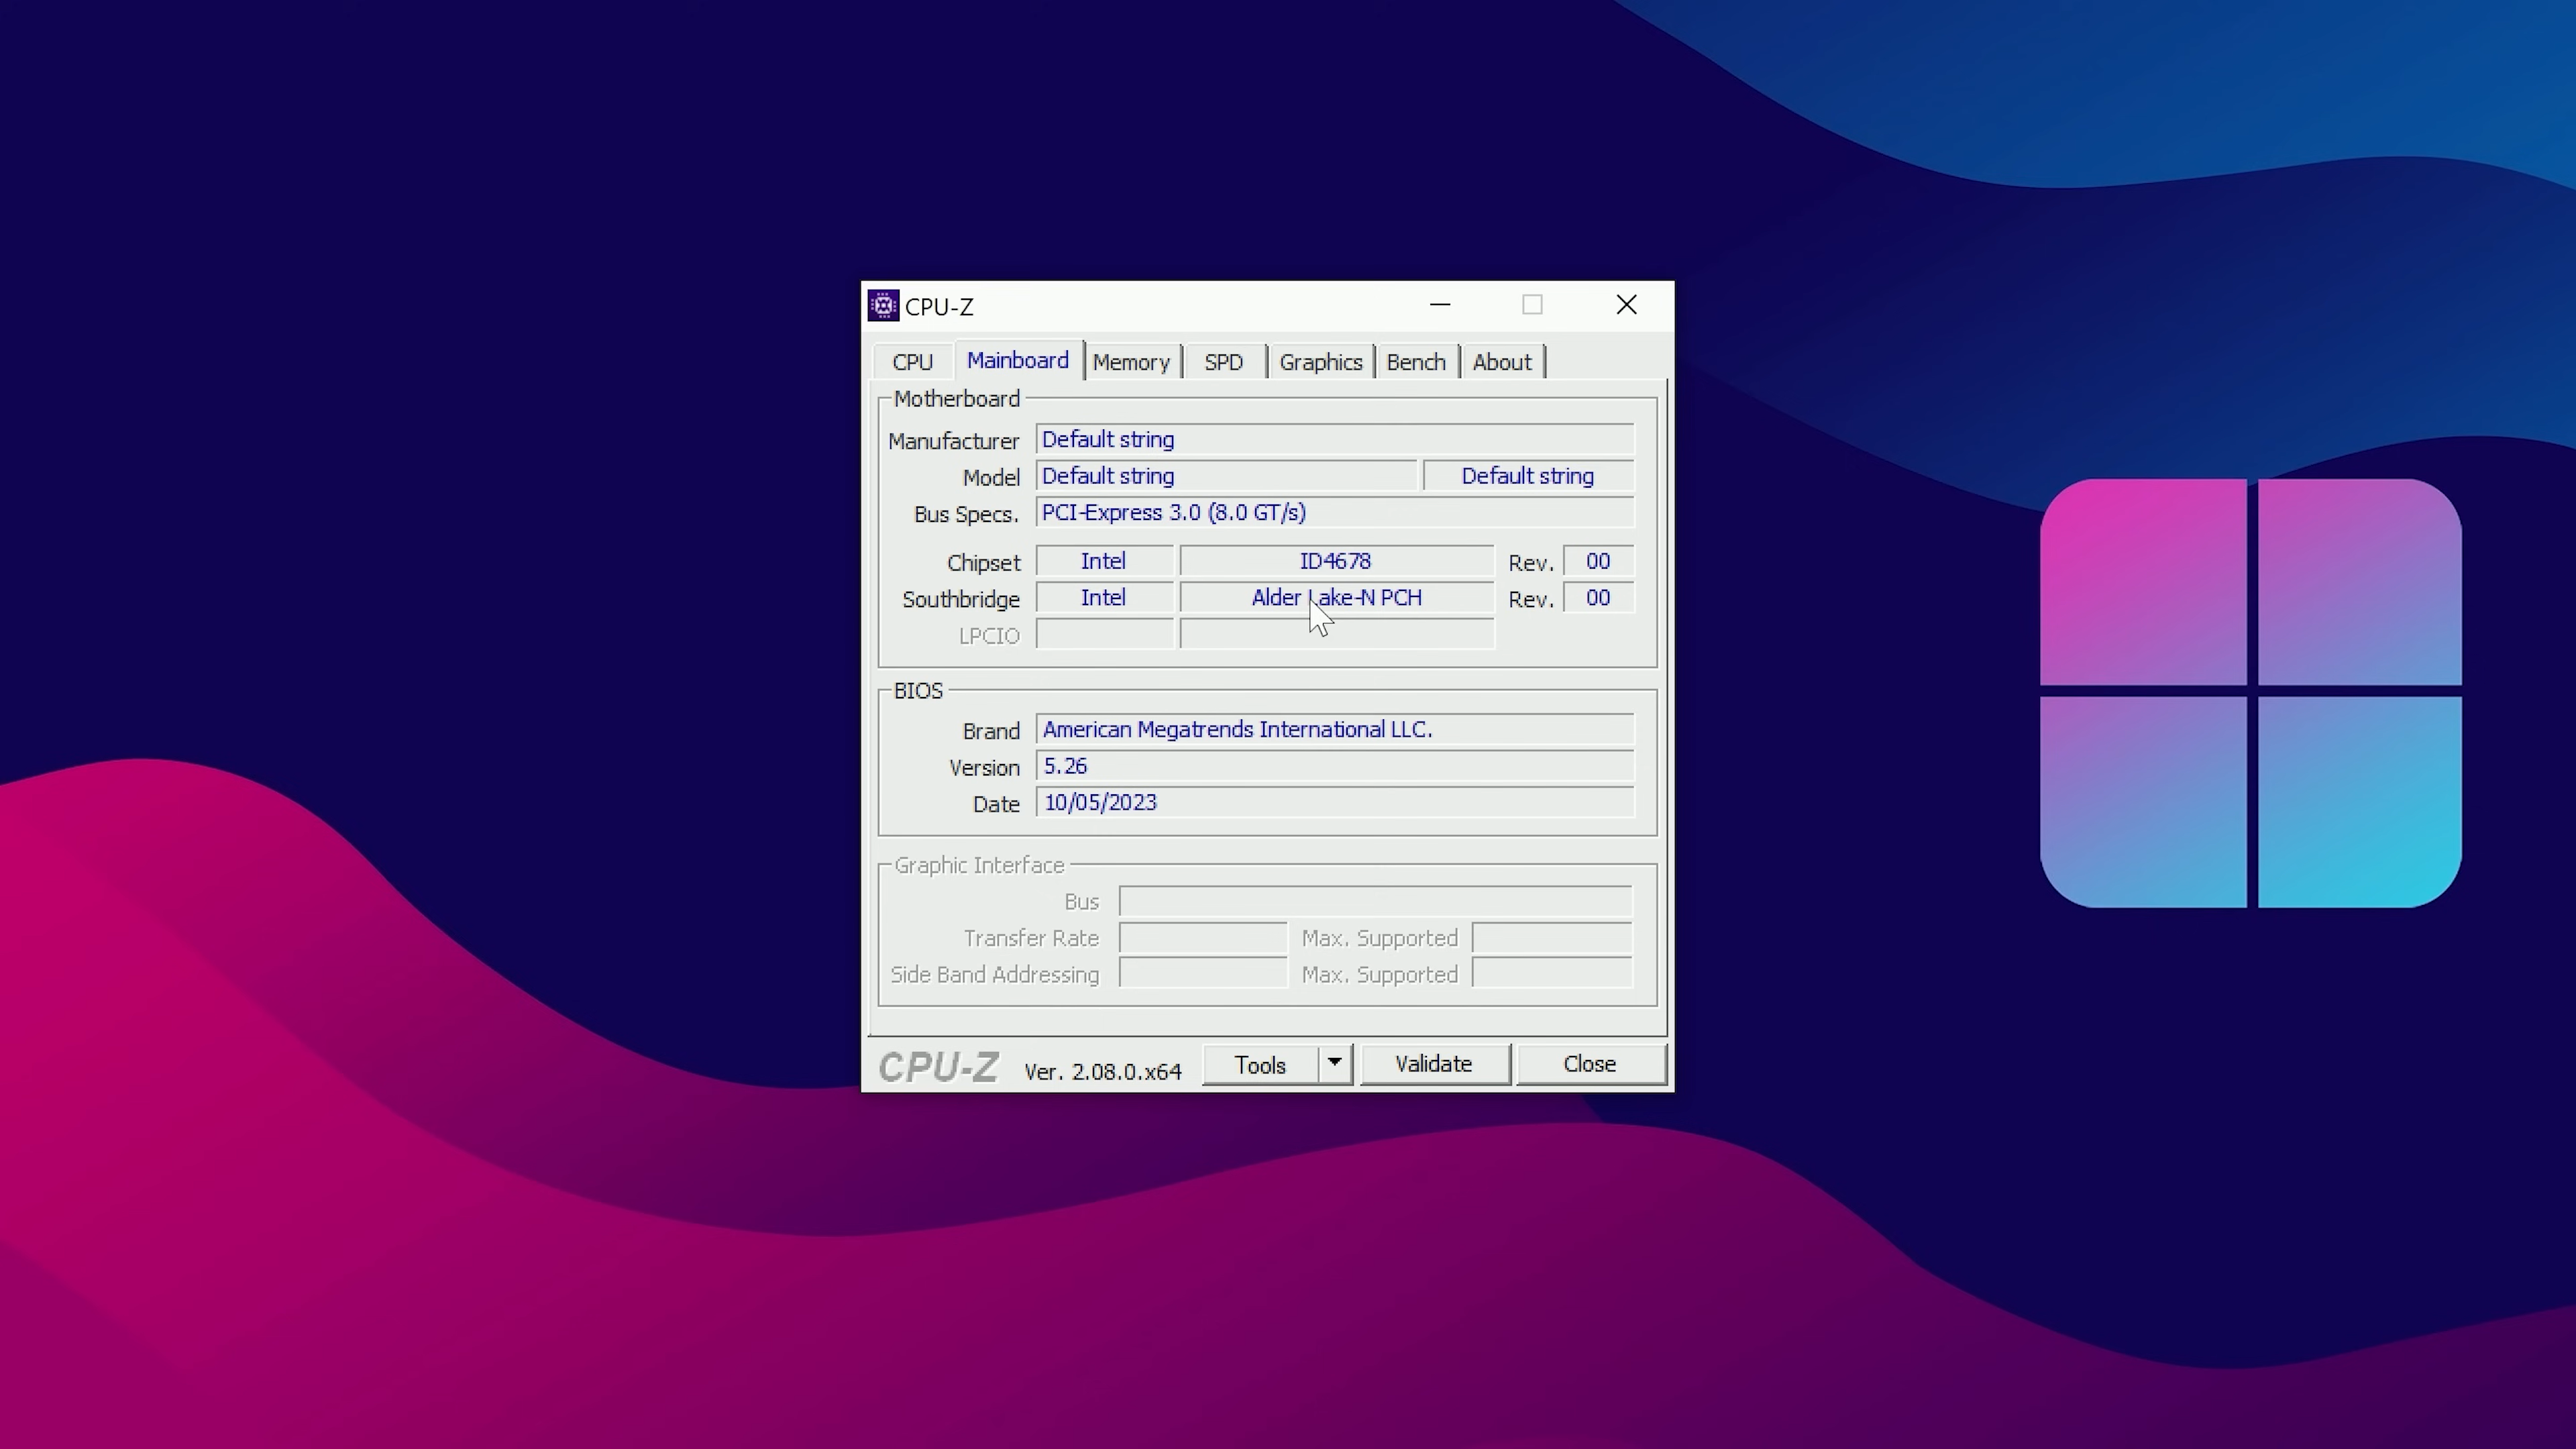 CPU-Z
CPU Mainboard Memory SPD Graphics Bench About
Motherboard
Manufacturer Default string
Model Default string Default string
Bus Specs. PCI-Express 3.0 (8.0 GT/s)
Chipset Intel ID4678 Rev. 00
Southbridge Intel Alder Lake-N PCH Rev. 00
LPCIO
BIOS
Brand American Megatrends International LLC.
Version 5.26
Date 10/05/2023
Graphic Interface
Bus
Transfer Rate Max. Supported
Side Band Addressing Max. Supported
CPU-Z Ver. 2.08.0.x64 Tools Validate Close